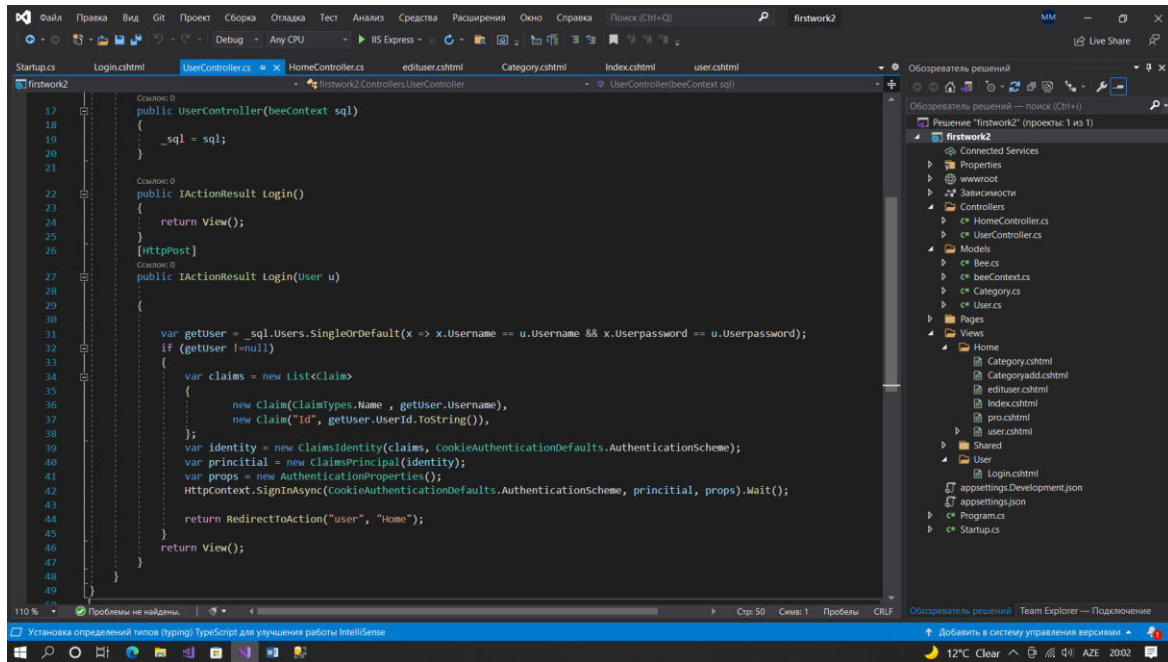 Файл Правка Вид Git Проект Сборка Отладка Тест Анализ Средства Расширения Окно Справка Поиск (Ctrl+Q) firstwork2 MM
Debug Any CPU IIS Express Live Share
Startup.cs Login.cshtml UserController.cs HomeController.cs edituser.cshtml Category.cshtml Index.cshtml user.cshtml
firstwork2 firstwork2.Controllers.UserController UserController(beeContext sql)
Ссылок: 0
17 public UserController(beeContext sql)
18 {
19 _sql = sql;
20 }
21
Ссылок: 0
22 public IActionResult Login()
23 {
24 return View();
25 }
26 [HttpPost]
Ссылок: 0
27 public IActionResult Login(User u)
28
29 {
30
31 var getUser = _sql.Users.SingleOrDefault(x => x.Username == u.Username && x.Userpassword == u.Userpassword);
32 if (getUser !=null)
33 {
34 var claims = new List<Claim>
35 {
36 new Claim(ClaimTypes.Name , getUser.Username),
37 new Claim("Id", getUser.UserId.ToString()),
38 };
39 var identity = new ClaimsIdentity(claims, CookieAuthenticationDefaults.AuthenticationScheme);
40 var princitial = new ClaimsPrincipal(identity);
41 var props = new AuthenticationProperties();
42 HttpContext.SignInAsync(CookieAuthenticationDefaults.AuthenticationScheme, princitial, props).Wait();
43
44 return RedirectToAction("user", "Home");
45 }
46 return View();
47 }
48 }
49 }
110 % Проблемы не найдены. Стр: 50 Симв: 1 Пробелы CRLF
Обозреватель решений
Обозреватель решений — поиск (Ctrl+i)
Решение "firstwork2" (проекты: 1 из 1)
firstwork2
Connected Services
Properties
wwwroot
Зависимости
Controllers
C# HomeController.cs
C# UserController.cs
Models
C# Bee.cs
C# beeContext.cs
C# Category.cs
C# User.cs
Pages
Views
Home
Category.cshtml
Categoryadd.cshtml
edituser.cshtml
Index.cshtml
pro.cshtml
user.cshtml
Shared
User
Login.cshtml
appsettings.Development.json
appsettings.json
C# Program.cs
C# Startup.cs
Обозреватель решений Team Explorer — Подключение
Установка определений типов (typing) TypeScript для улучшения работы IntelliSense Добавить в систему управления версиями
12°C Clear AZE 20:02